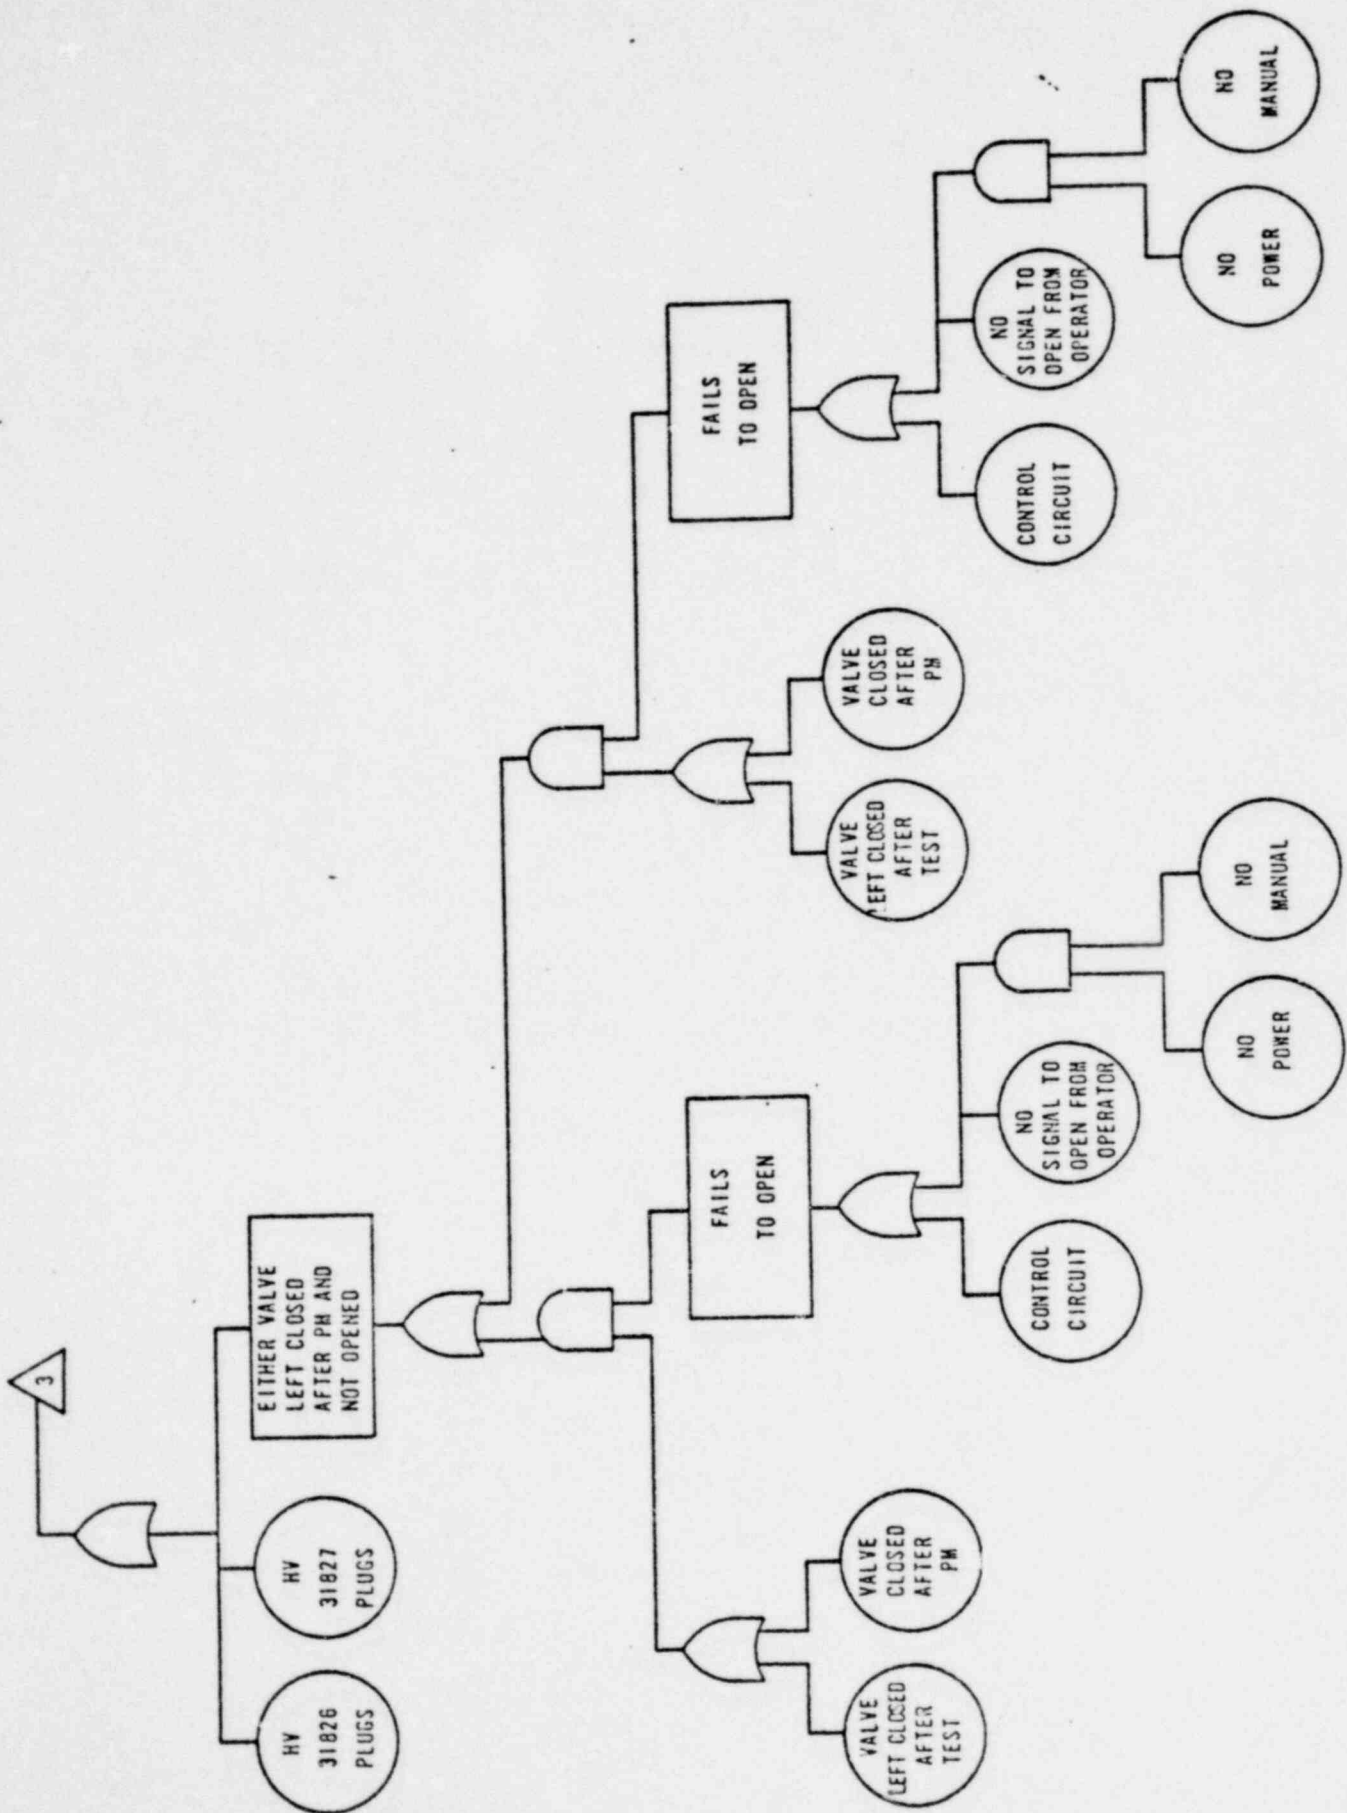 3
HV
31826
PLUGS
HV
31827
PLUGS
EITHER VALVE
LEFT CLOSED
AFTER PM AND
NOT OPENED
VALVE
LEFT CLOSED
AFTER
TEST
VALVE
CLOSED
AFTER
PM
FAILS
TO OPEN
CONTROL
CIRCUIT
NO
SIGNAL TO
OPEN FROM
OPERATOR
NO
POWER
NO
MANUAL
VALVE
LEFT CLOSED
AFTER
TEST
VALVE
CLOSED
AFTER
PM
FAILS
TO OPEN
CONTROL
CIRCUIT
NO
SIGNAL TO
OPEN FROM
OPERATOR
NO
POWER
NO
MANUAL